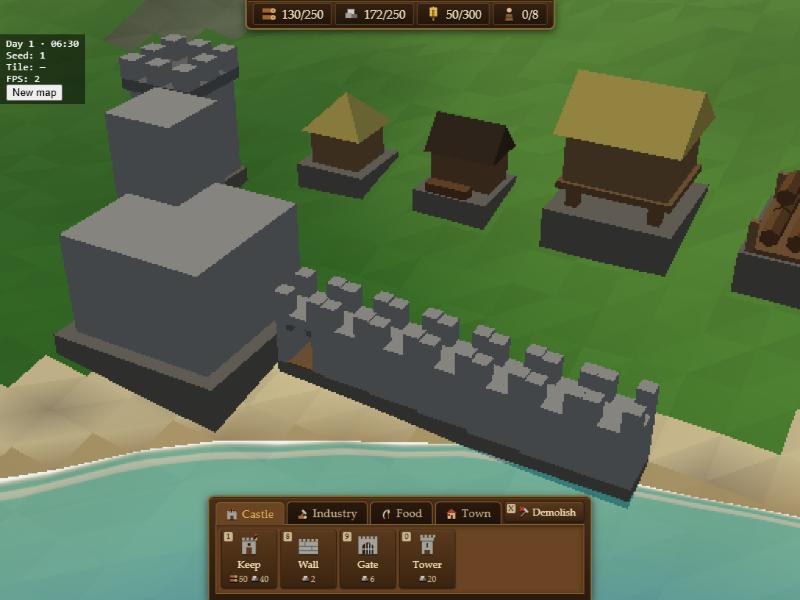 130/250 172/250 50/300 0/8
Day 1 · 06:30
Seed: 1
Tile: —
FPS: 2
New map
Castle Industry Food Town X Demolish
1 8 9 0
Keep Wall Gate Tower
50 40 2 6 20